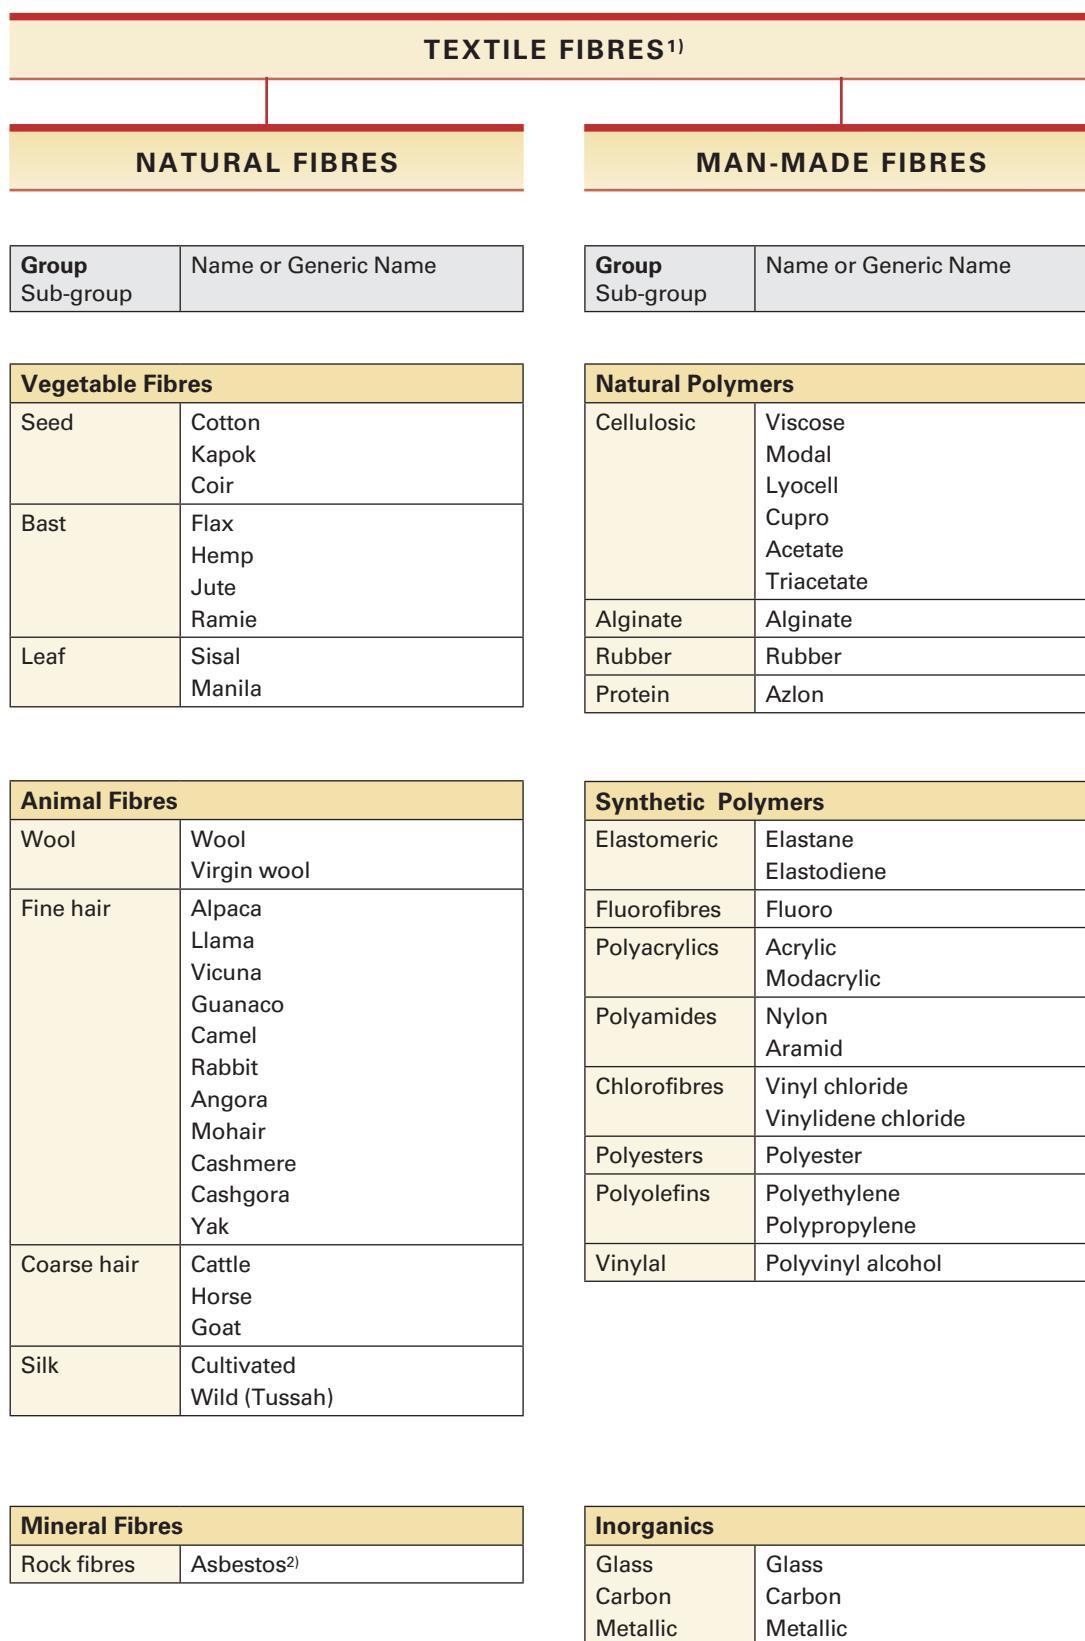 TEXTILE FIBRES1)
NATURAL FIBRES
Group Name or Generic Name
Sub-group
Vegetable Fibres
Seed Cotton
Kapok
Coir
Bast Flax
Hemp
Jute
Ramie
Leaf Sisal
Manila
Animal Fibres
Wool Wool
Virgin wool
Fine hair Alpaca
Llama
Vicuna
Guanaco
Camel
Rabbit
Angora
Mohair
Cashmere
Cashgora
Yak
Coarse hair Cattle
Horse
Goat
Silk Cultivated
Wild (Tussah)
Mineral Fibres
Rock fibres Asbestos2)
MAN-MADE FIBRES
Group Name or Generic Name
Sub-group
Natural Polymers
Cellulosic Viscose
Modal
Lyocell
Cupro
Acetate
Triacetate
Alginate Alginate
Rubber Rubber
Protein Azlon
Synthetic Polymers
Elastomeric Elastane
Elastodiene
Fluorofibres Fluoro
Polyacrylics Acrylic
Modacrylic
Polyamides Nylon
Aramid
Chlorofibres Vinyl chloride
Vinylidene chloride
Polyesters Polyester
Polyolefins Polyethylene
Polypropylene
Vinylal Polyvinyl alcohol
Inorganics
Glass Glass
Carbon Carbon
Metallic Metallic